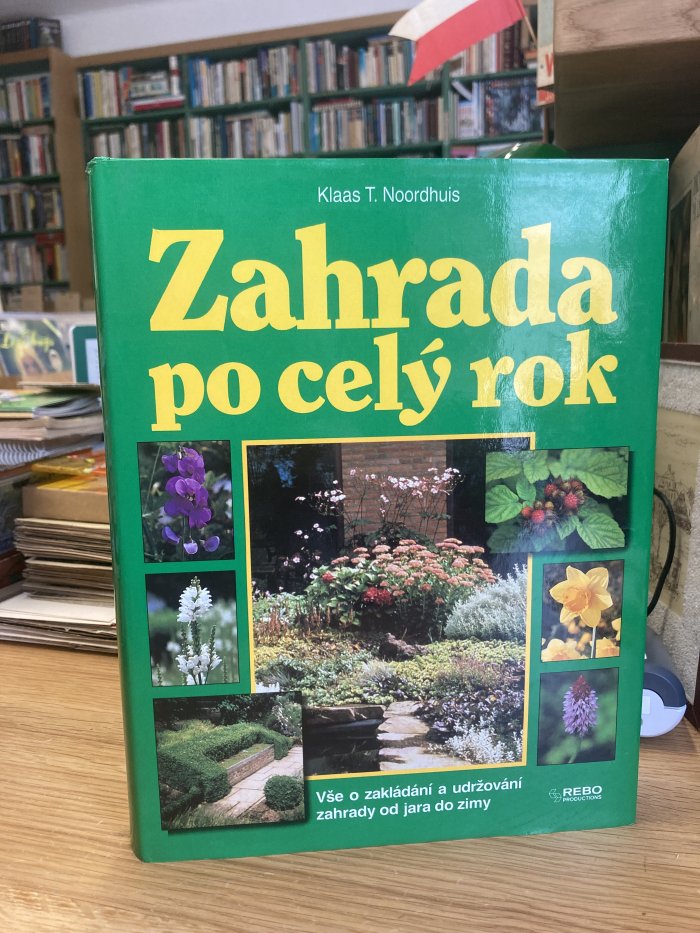 Klaas T. Noordhuis
Zahrada
po celý rok
Vše o zakládání a udržování
zahrady od jara do zimy
REBO
PRODUCTIONS